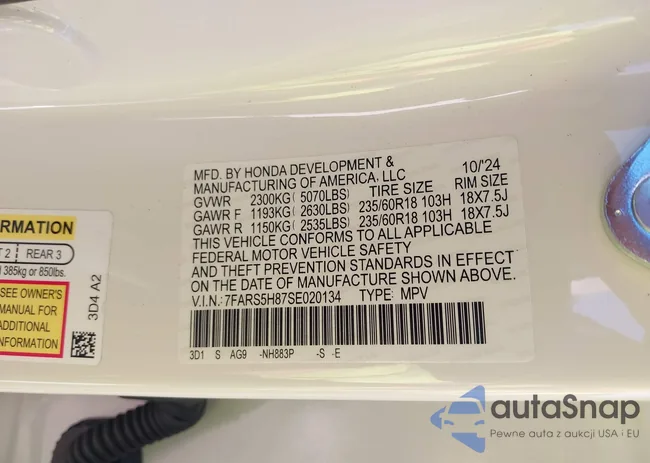 MFD. BY HONDA DEVELOPMENT & 10/'24
MANUFACTURING OF AMERICA, LLC
GVWR 2300KG( 5070LBS) TIRE SIZE RIM SIZE
GAWR F 1193KG( 2630LBS) 235/60R18 103H 18X7.5J
GAWR R 1150KG( 2535LBS) 235/60R18 103H 18X7.5J
THIS VEHICLE CONFORMS TO ALL APPLICABLE
FEDERAL MOTOR VEHICLE SAFETY
AND THEFT PREVENTION STANDARDS IN EFFECT
ON THE DATE OF MANUFACTURE SHOWN ABOVE.
V.I.N.: 7FARS5H87SE020134 TYPE: MPV
3D1 S AG9 -NH883P -S -E
ORMATION
2 REAR 3
385kg or 850lbs.
SEE OWNER'S
MANUAL FOR
ADDITIONAL
INFORMATION
3D4 A2
autaSnap
Pewne auta z aukcji USA i EU